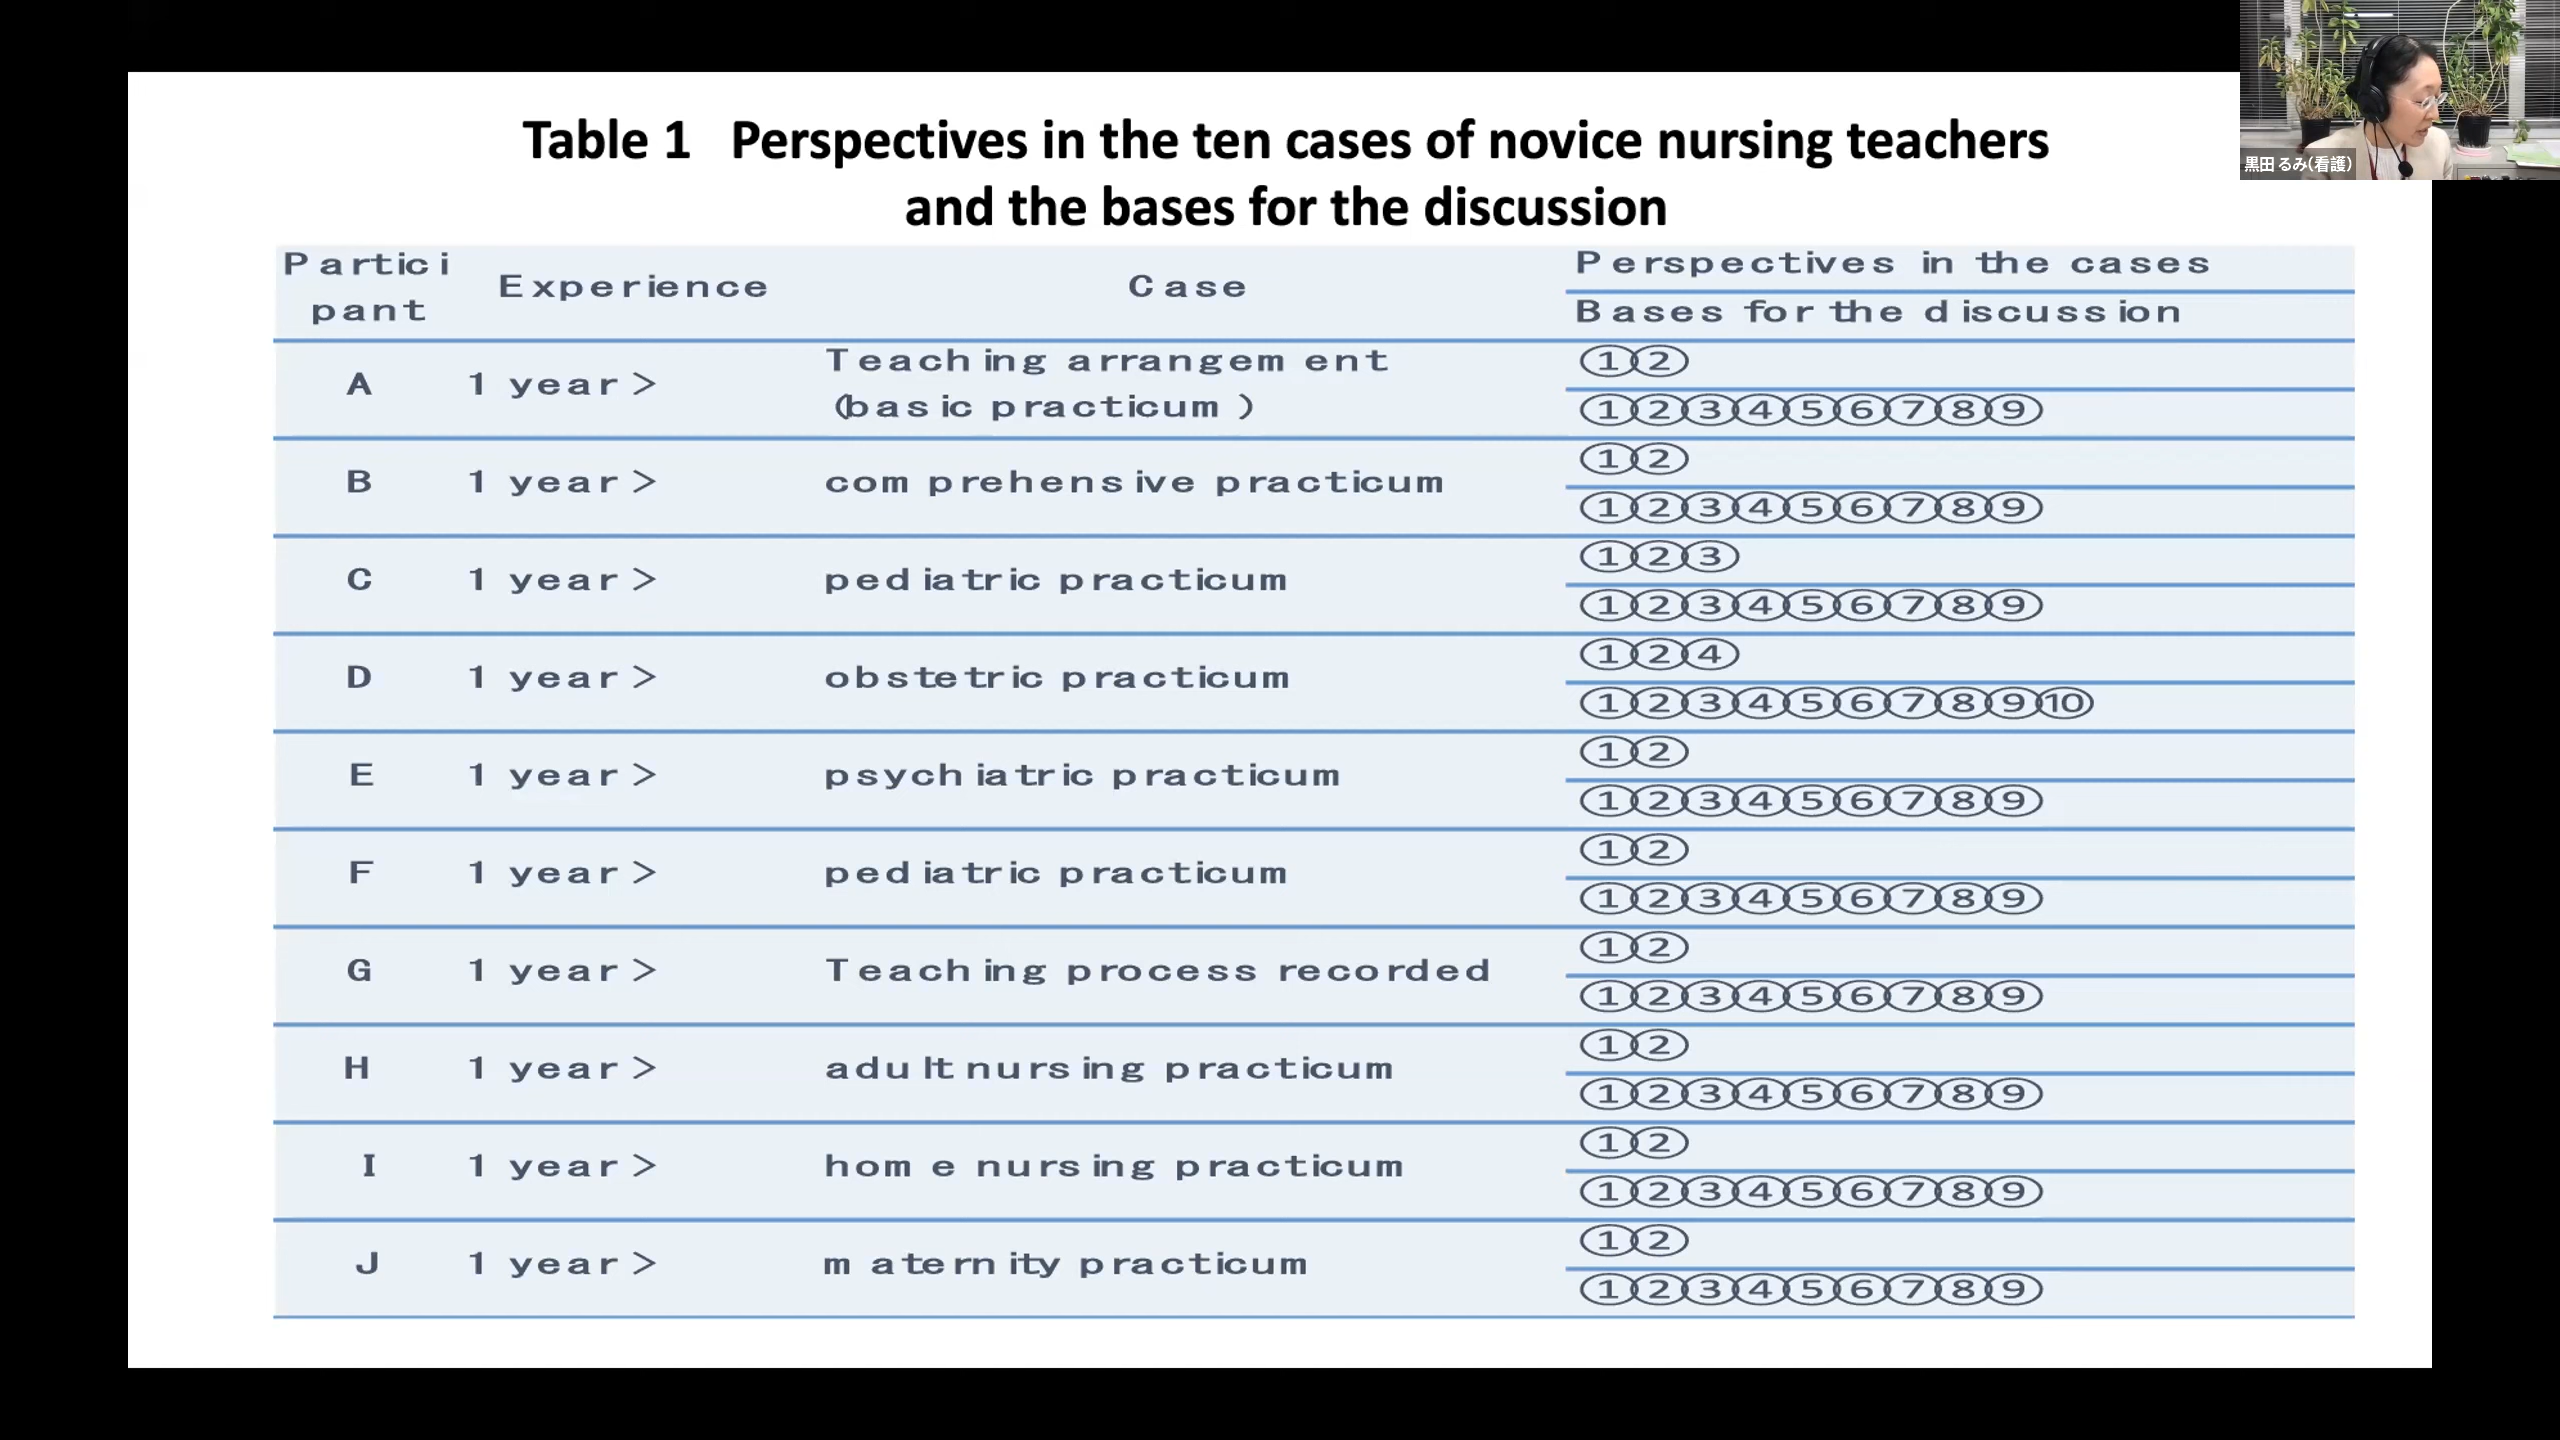 Table 1 Perspectives in the ten cases of novice nursing teachers
and the bases for the discussion
黒田 るみ(看護)
Partici
pant
Experience
Case
Perspectives in the cases
Bases for the discussion
A 1 year> Teaching arrangement
(basic practicum)
①②
①②③④⑤⑥⑦⑧⑨
B 1 year> comprehensive practicum
①②
①②③④⑤⑥⑦⑧⑨
C 1 year> pediatric practicum
①②③
①②③④⑤⑥⑦⑧⑨
D 1 year> obstetric practicum
①②④
①②③④⑤⑥⑦⑧⑨⑩
E 1 year> psychiatric practicum
①②
①②③④⑤⑥⑦⑧⑨
F 1 year> pediatric practicum
①②
①②③④⑤⑥⑦⑧⑨
G 1 year> Teaching process recorded
①②
①②③④⑤⑥⑦⑧⑨
H 1 year> adult nursing practicum
①②
①②③④⑤⑥⑦⑧⑨
I 1 year> home nursing practicum
①②
①②③④⑤⑥⑦⑧⑨
J 1 year> maternity practicum
①②
①②③④⑤⑥⑦⑧⑨